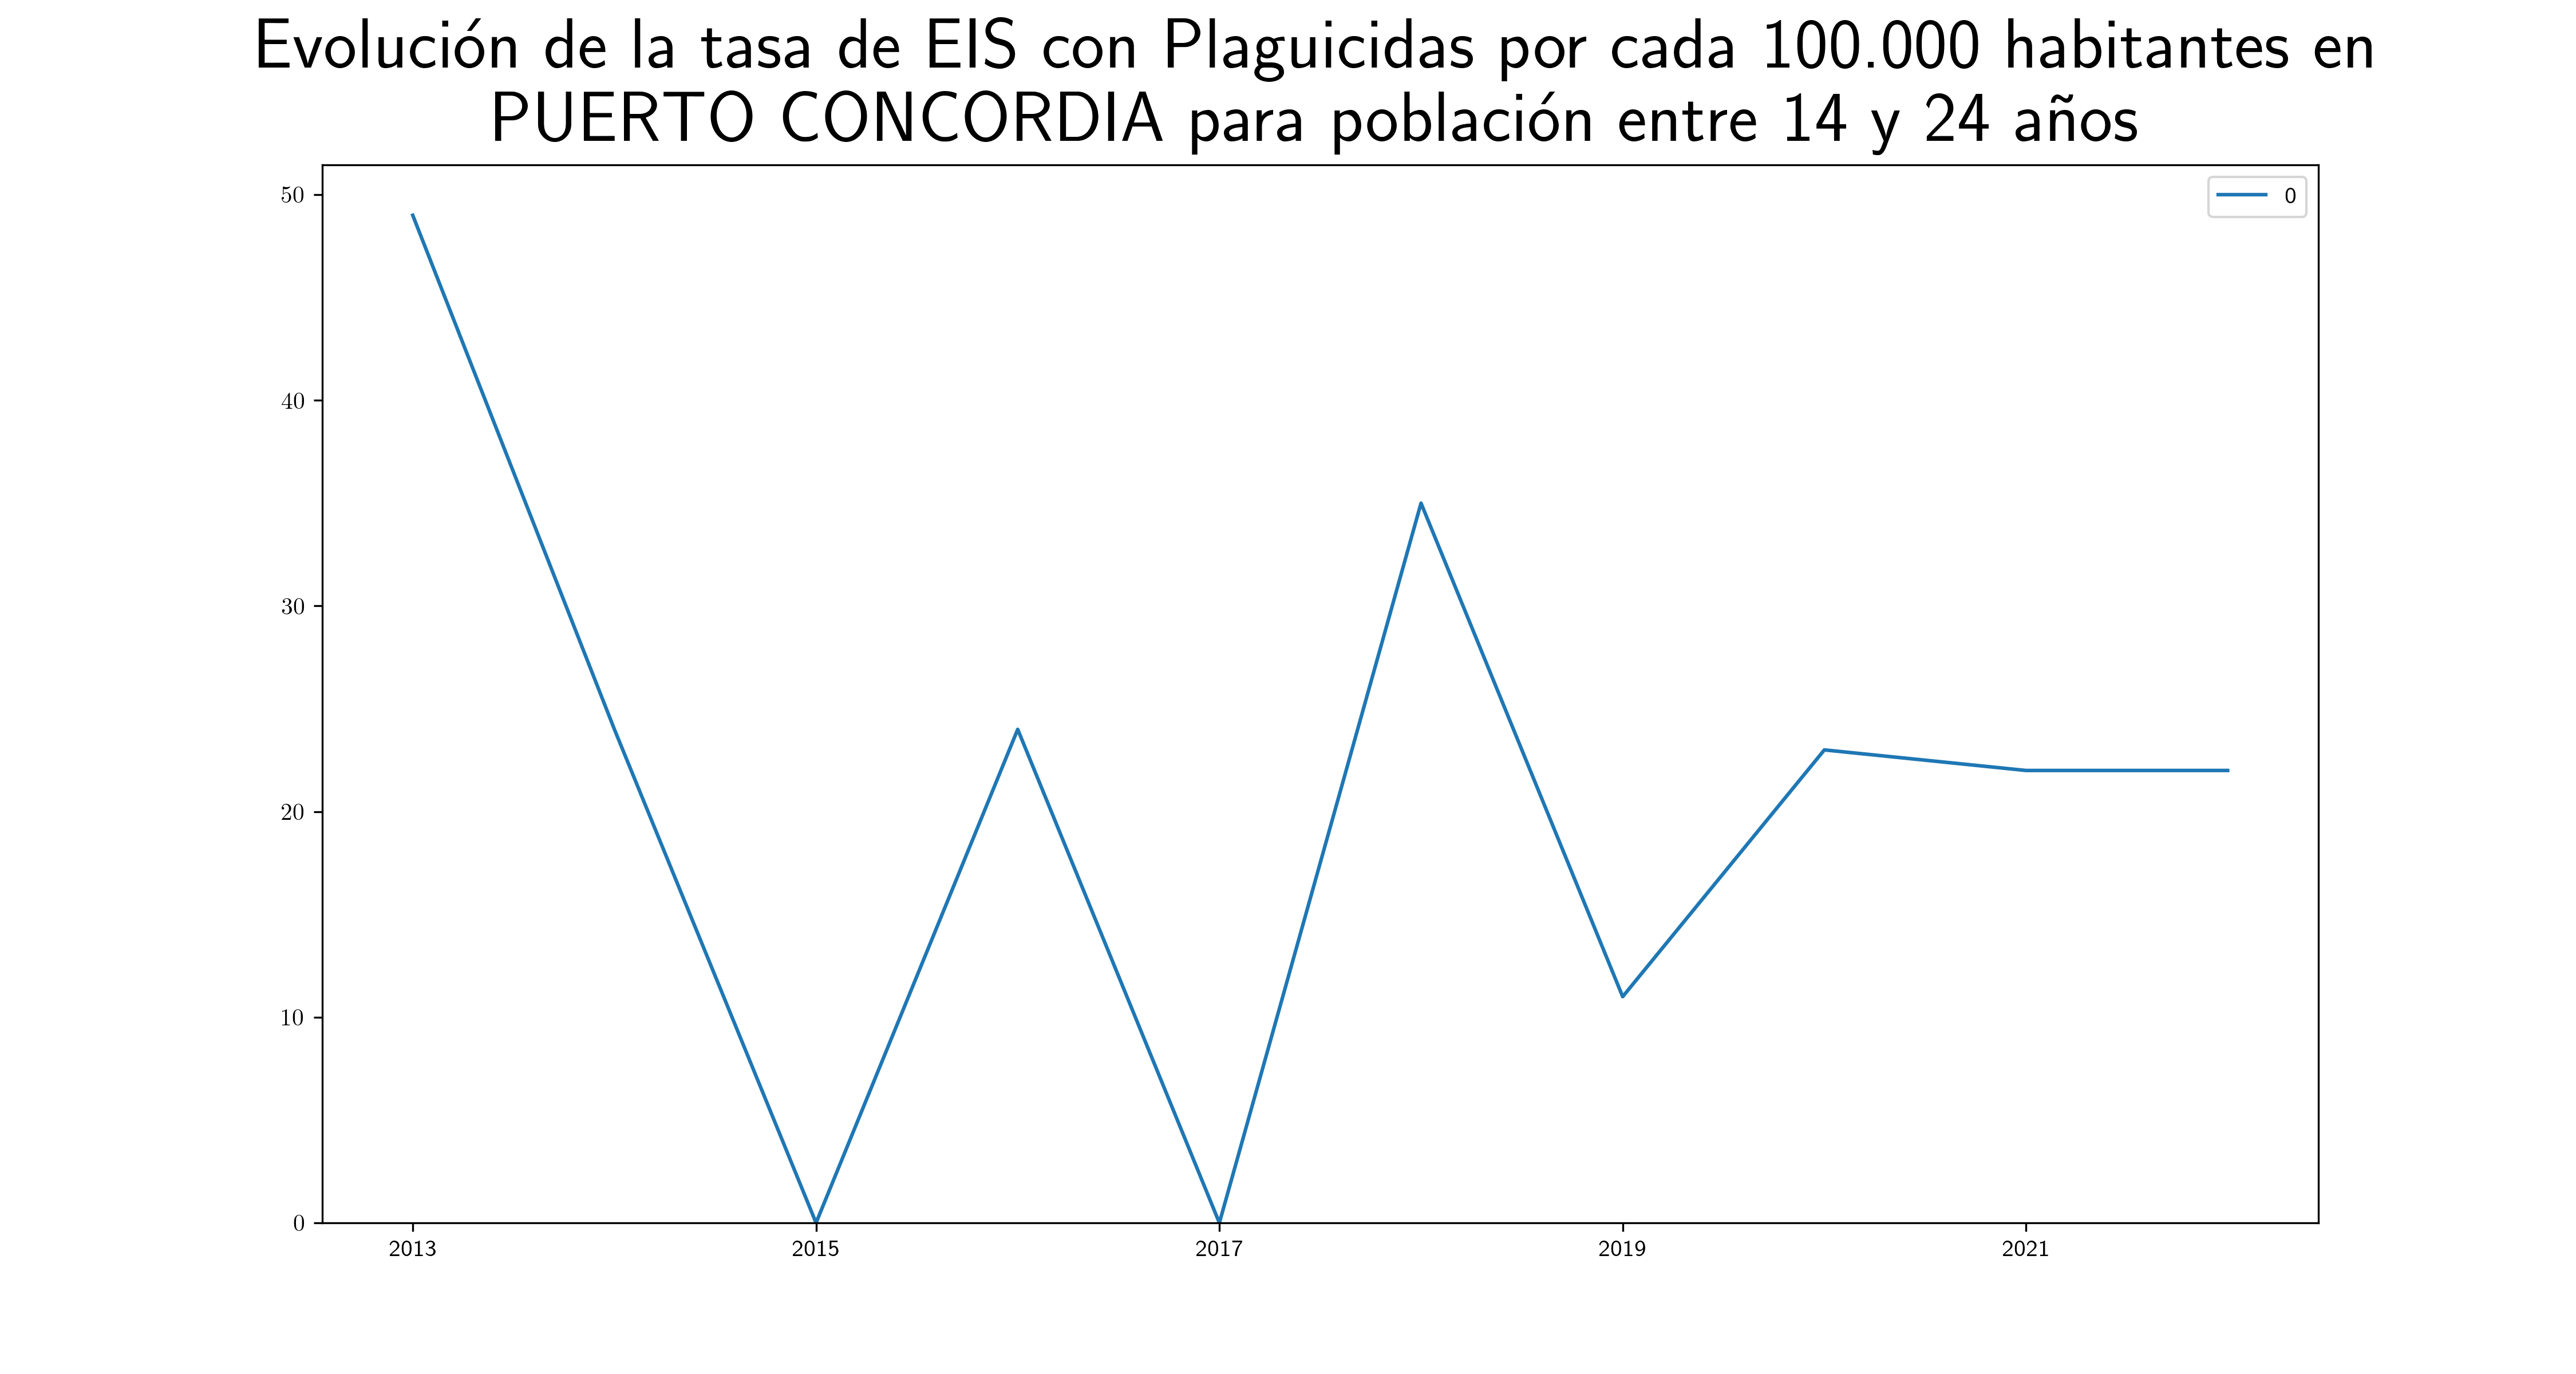 Evolución de la tasa de EIS con Plaguicidas por cada 100.000 habitantes en
PUERTO CONCORDIA para población entre 14 y 24 años
0
50
40
30
20
10
0
2013 2015 2017 2019 2021